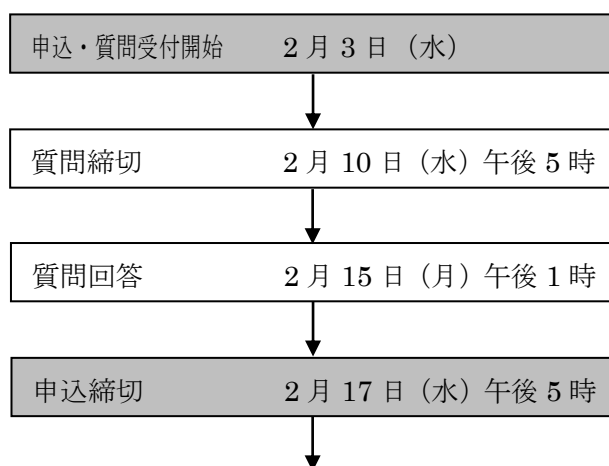 申込・質問受付開始 2月3日（水）
質問締切 2月10日（水）午後5時
質問回答 2月15日（月）午後1時
申込締切 2月17日（水）午後5時